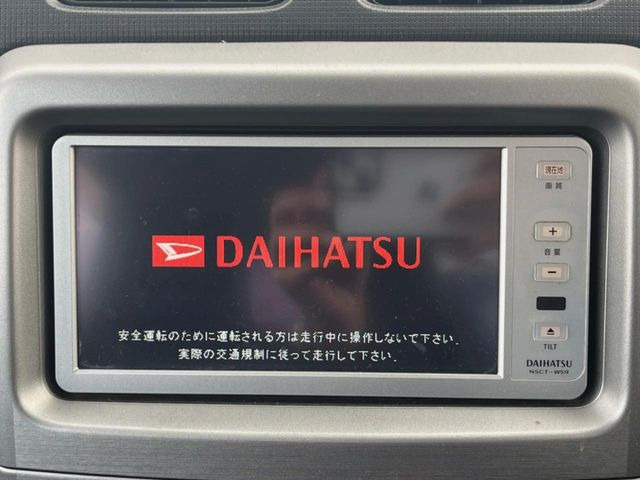 現在地
画質
DAIHATSU
+
音量
-
安全運転のために運転される方は走行中に操作しないで下さい.
実際の交通規制に従って走行して下さい.
TILT
DAIHATSU
NSCT-W59